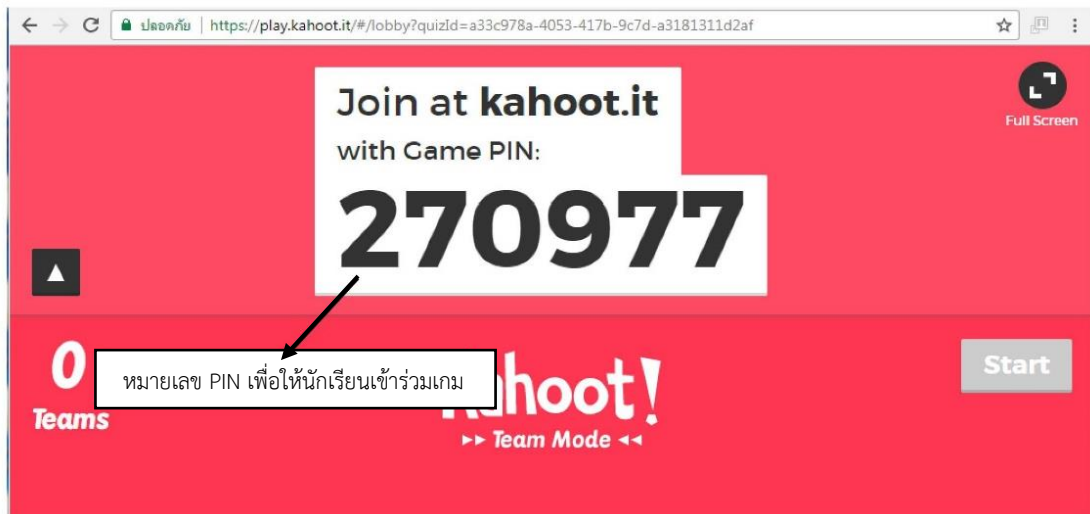 ปลอดภัย | https://play.kahoot.it/#/lobby?quizId=a33c978a-4053-417b-9c7d-a3181311d2af
Join at kahoot.it
with Game PIN:
270977
Full Screen
0
Teams
หมายเลข PIN เพื่อให้นักเรียนเข้าร่วมเกม
hoot!
Team Mode
Start